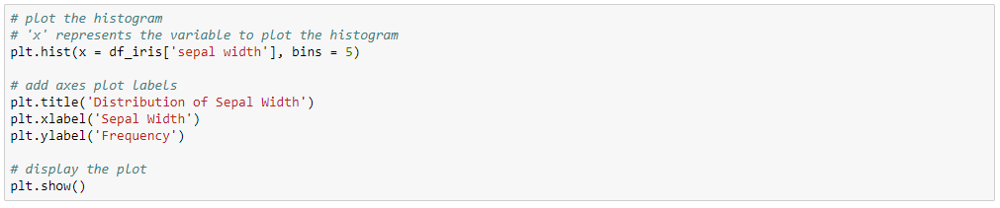 # plot the histogram
# 'x' represents the variable to plot the histogram
plt.hist(x = df_iris['sepal width'], bins = 5)
# add axes plot labels
plt.title('Distribution of Sepal Width')
plt.xlabel('Sepal Width')
plt.ylabel('Frequency')
# display the plot
plt.show()